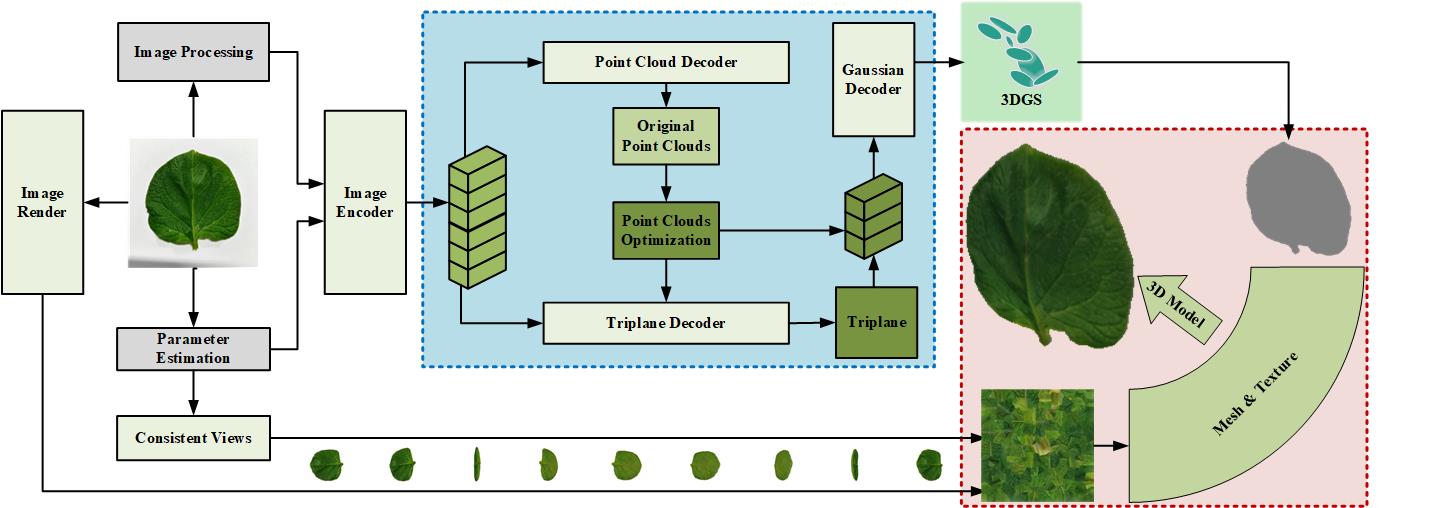 Image Processing
Image
Render
Image
Encoder
Parameter
Estimation
Consistent Views
Point Cloud Decoder
Original
Point Clouds
Point Clouds
Optimization
Triplane Decoder
Gaussian
Decoder
Triplane
3DGS
3D Model
Mesh & Texture